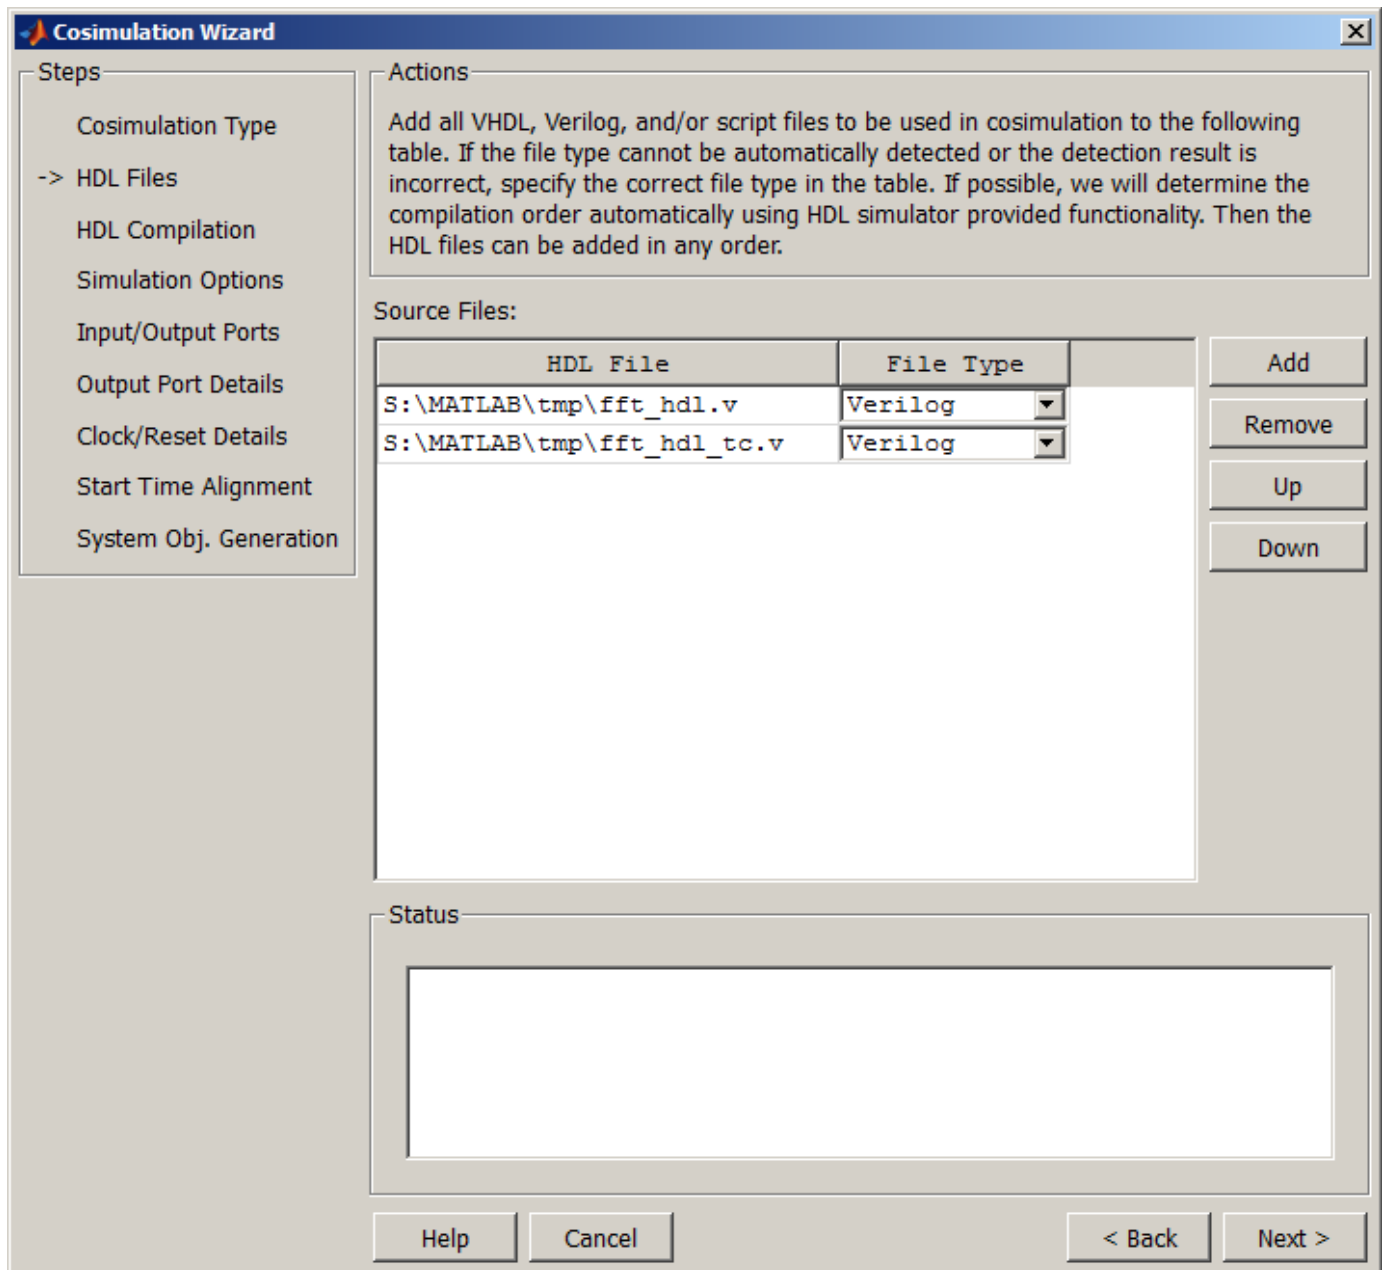 Cosimulation Wizard
Steps
Cosimulation Type
-> HDL Files
HDL Compilation
Simulation Options
Input/Output Ports
Output Port Details
Clock/Reset Details
Start Time Alignment
System Obj. Generation
Actions
Add all VHDL, Verilog, and/or script files to be used in cosimulation to the following
table. If the file type cannot be automatically detected or the detection result is
incorrect, specify the correct file type in the table. If possible, we will determine the
compilation order automatically using HDL simulator provided functionality. Then the
HDL files can be added in any order.
Source Files:
HDL File File Type
S:\MATLAB\tmp\fft_hdl.v Verilog
S:\MATLAB\tmp\fft_hdl_tc.v Verilog
Add
Remove
Up
Down
Status
Help Cancel < Back Next >